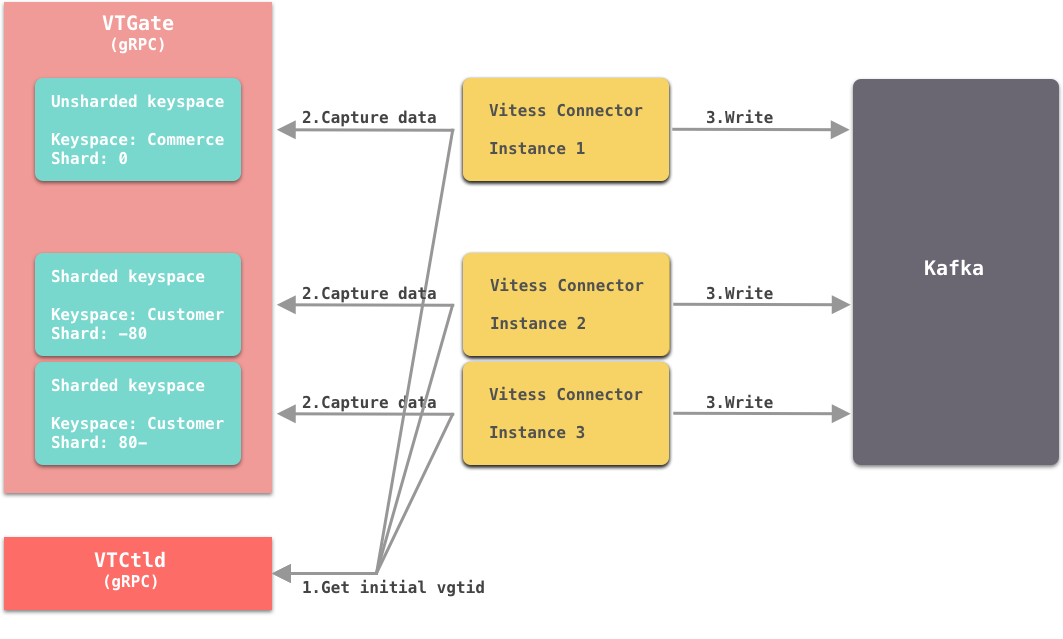 VTGate
(gRPC)
Unsharded keyspace
Keyspace: Commerce
Shard: 0
2.Capture data
Vitess Connector
Instance 1
3.Write
Sharded keyspace
Keyspace: Customer
Shard: -80
2.Capture data
Vitess Connector
Instance 2
3.Write
Kafka
Sharded keyspace
Keyspace: Customer
Shard: 80-
2.Capture data
Vitess Connector
Instance 3
3.Write
VTCtld
(gRPC)
1.Get initial vgtid